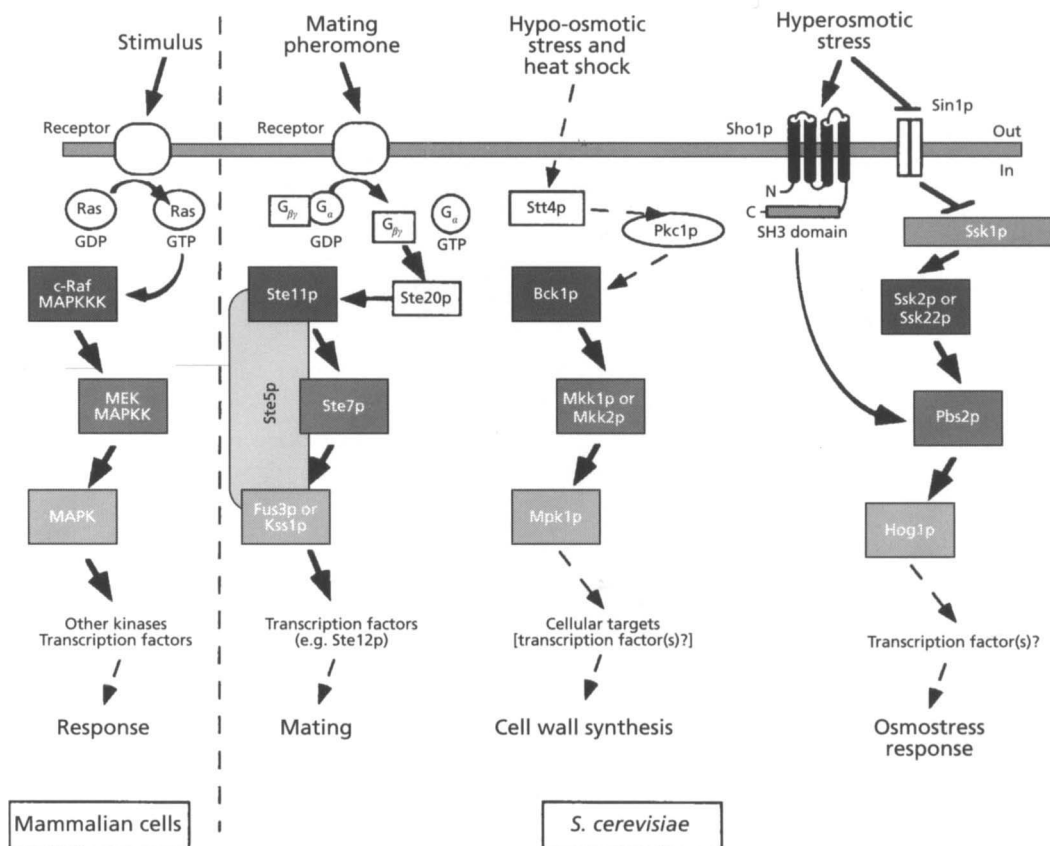 Stimulus
Receptor
Ras
GDP
Ras
GTP
c-Raf
MAPKKK
MEK
MAPKK
MAPK
Other kinases
Transcription factors
Response
Mammalian cells
Mating
pheromone
Receptor
Gβγ
Gα
GDP
Gβγ
Gα
GTP
Ste11p
Ste20p
Ste5p
Ste7p
Fus3p or
Kss1p
Transcription factors
(e.g. Ste12p)
Mating
Hypo-osmotic
stress and
heat shock
Stt4p
Pkc1p
Bck1p
Mkk1p or
Mkk2p
Mpk1p
Cellular targets
[transcription factor(s)?]
Cell wall synthesis
Hyperosmotic
stress
Sho1p
Sin1p
Out
In
N
C
SH3 domain
Ssk1p
Ssk2p or
Ssk22p
Pbs2p
Hog1p
Transcription factor(s)?
Osmostress
response
S. cerevisiae